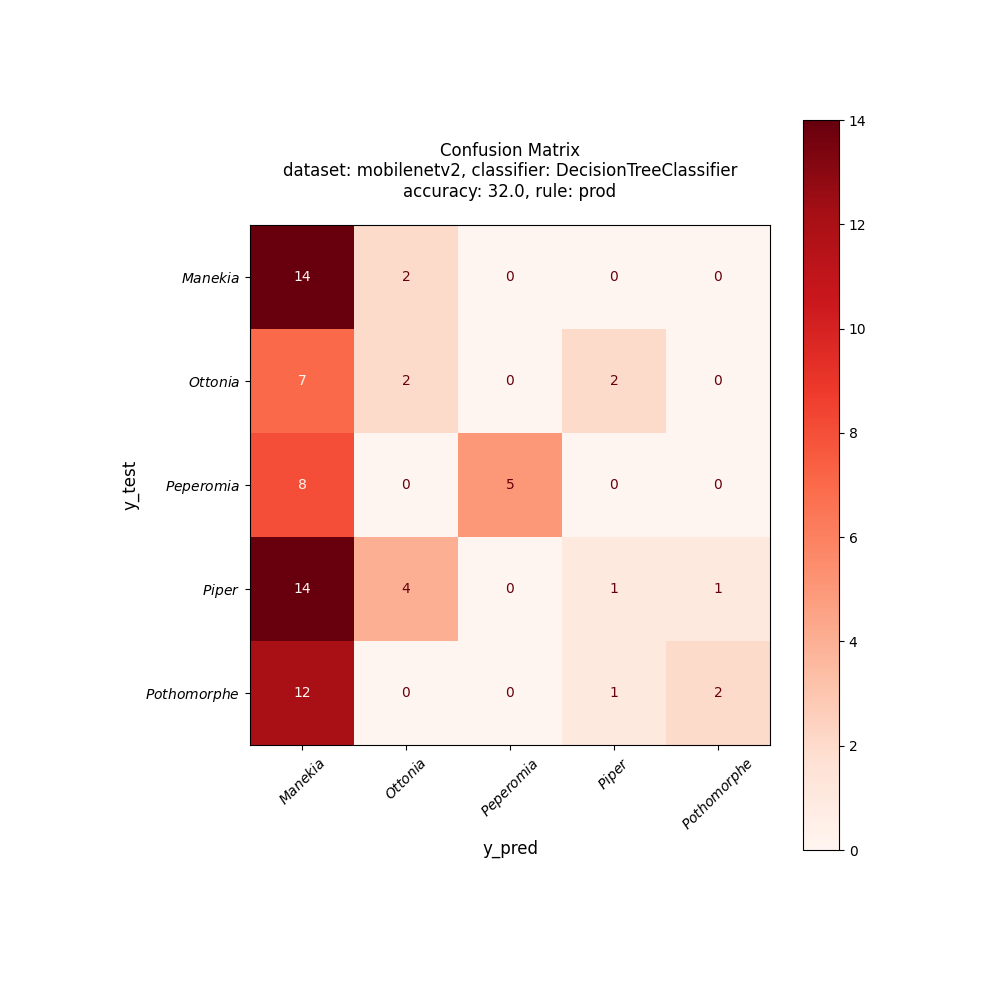 Confusion Matrix
dataset: mobilenetv2, classifier: DecisionTreeClassifier
accuracy: 32.0, rule: prod
y_test
Manekia 14 2 0 0 0
Ottonia 7 2 0 2 0
Peperomia 8 0 5 0 0
Piper 14 4 0 1 1
Pothomorphe 12 0 0 1 2
Manekia Ottonia Peperomia Piper Pothomorphe
y_pred
14
12
10
8
6
4
2
0